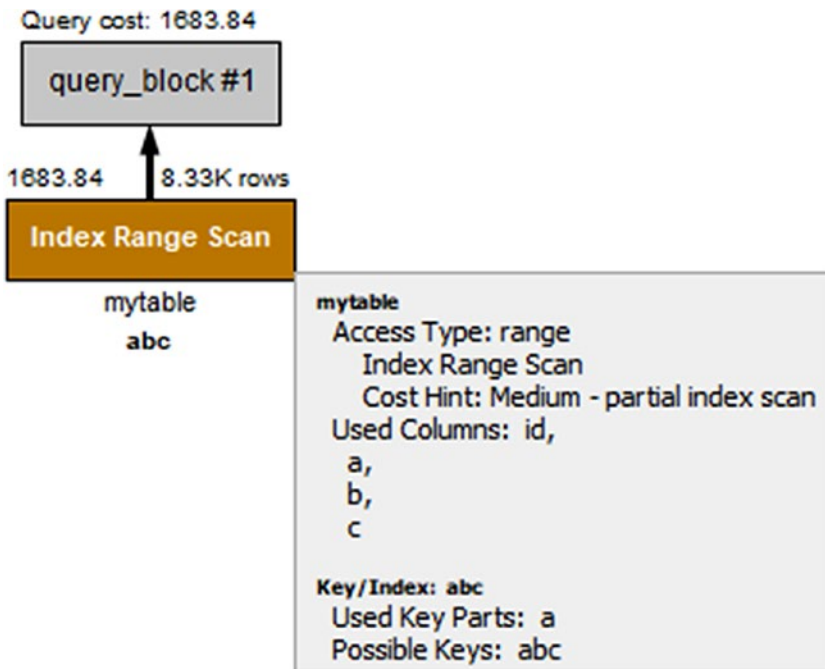 Query cost: 1683.84
query_block #1
1683.84 8.33K rows
Index Range Scan
mytable
abc
mytable
Access Type: range
Index Range Scan
Cost Hint: Medium - partial index scan
Used Columns: id,
a,
b,
c
Key/Index: abc
Used Key Parts: a
Possible Keys: abc